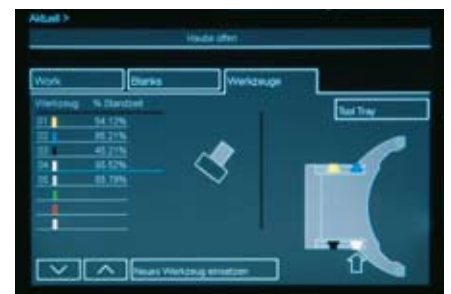 Aktuell >
Haube offen
Work Blanks Werkzeuge
Werkzeug % Standzeit
Tool Tray
01 54.12%
02 85.21%
03 45.21%
04 95.52%
05 55.79%
Neues Werkzeug einsetzen